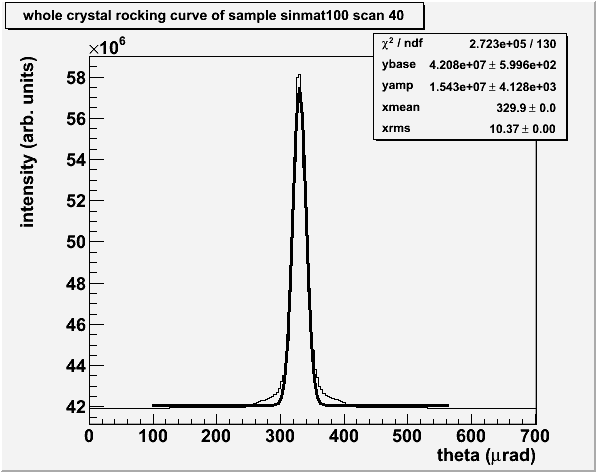 whole crystal rocking curve of sample sinmat100 scan 40
×10⁶
χ² / ndf 2.723e+05 / 130
ybase 4.208e+07 ± 5.996e+02
yamp 1.543e+07 ± 4.128e+03
xmean 329.9 ± 0.0
xrms 10.37 ± 0.00
intensity (arb. units)
58
56
54
52
50
48
46
44
42
0 100 200 300 400 500 600 700
theta (μrad)